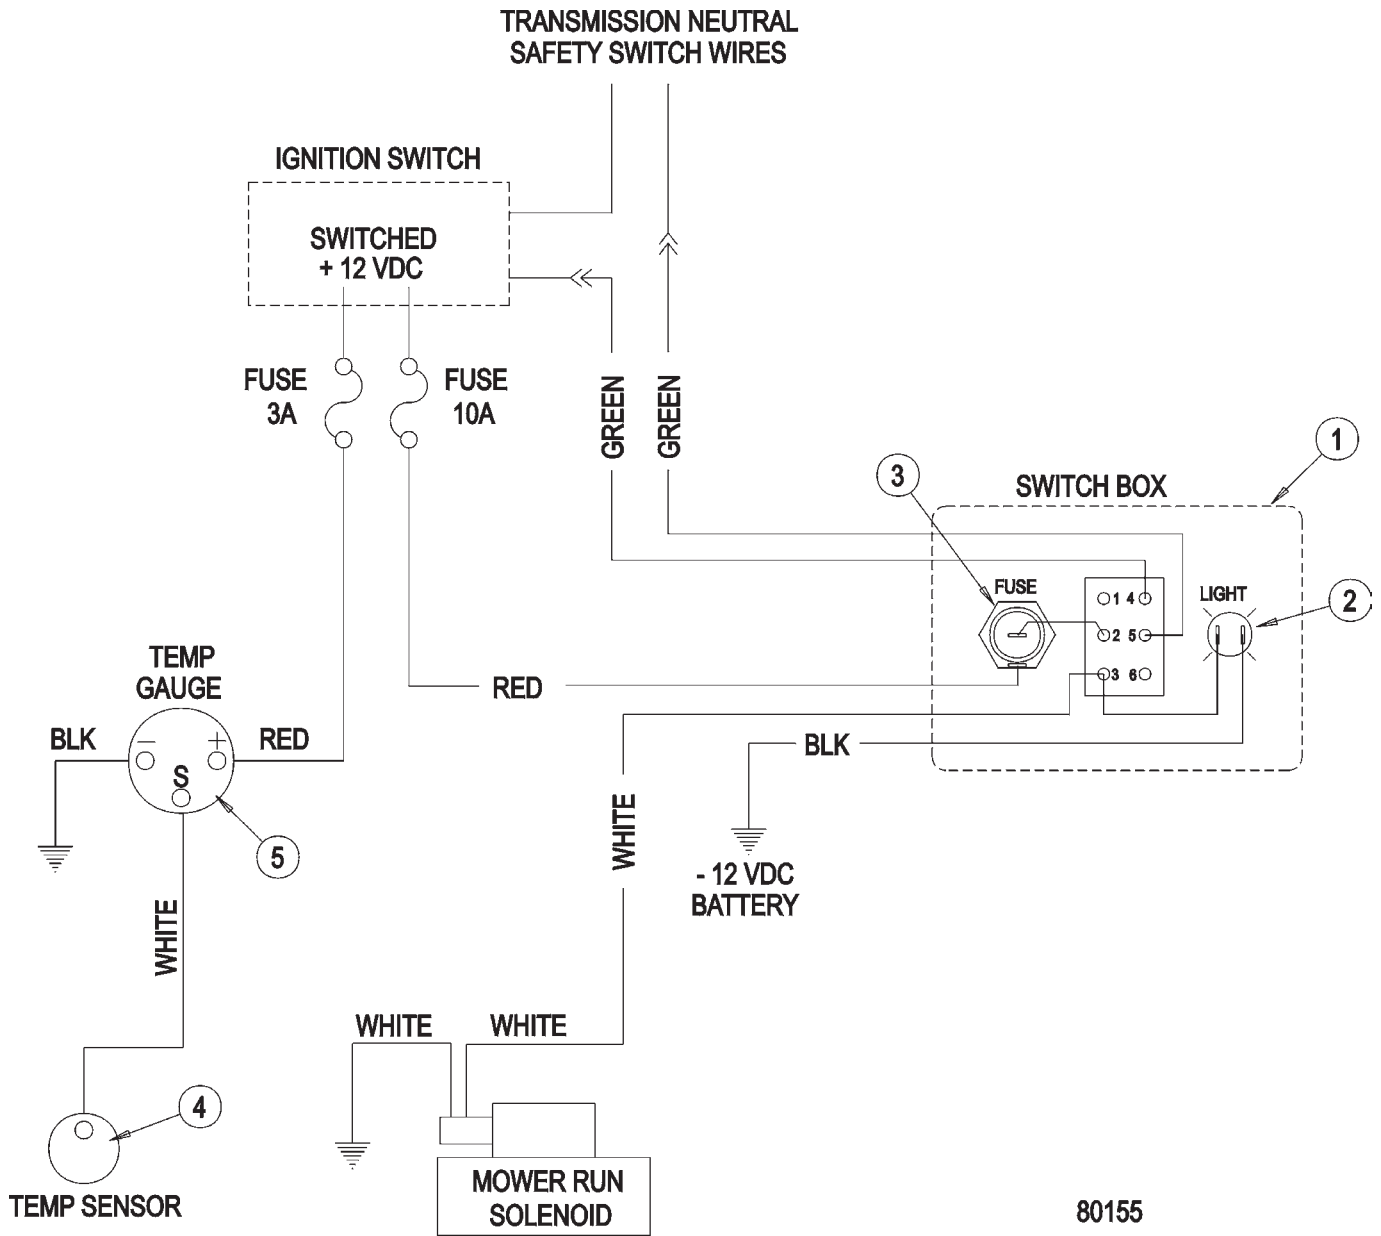 TRANSMISSION NEUTRAL
SAFETY SWITCH WIRES
IGNITION SWITCH
SWITCHED
+ 12 VDC
FUSE
3A
FUSE
10A
GREEN
GREEN
1
3
SWITCH BOX
FUSE
1 4
2 5
3 6
LIGHT
2
RED
TEMP
GAUGE
BLK
RED
- +
S
BLK
5
WHITE
- 12 VDC
BATTERY
WHITE
WHITE
WHITE
4
TEMP SENSOR
MOWER RUN
SOLENOID
80155